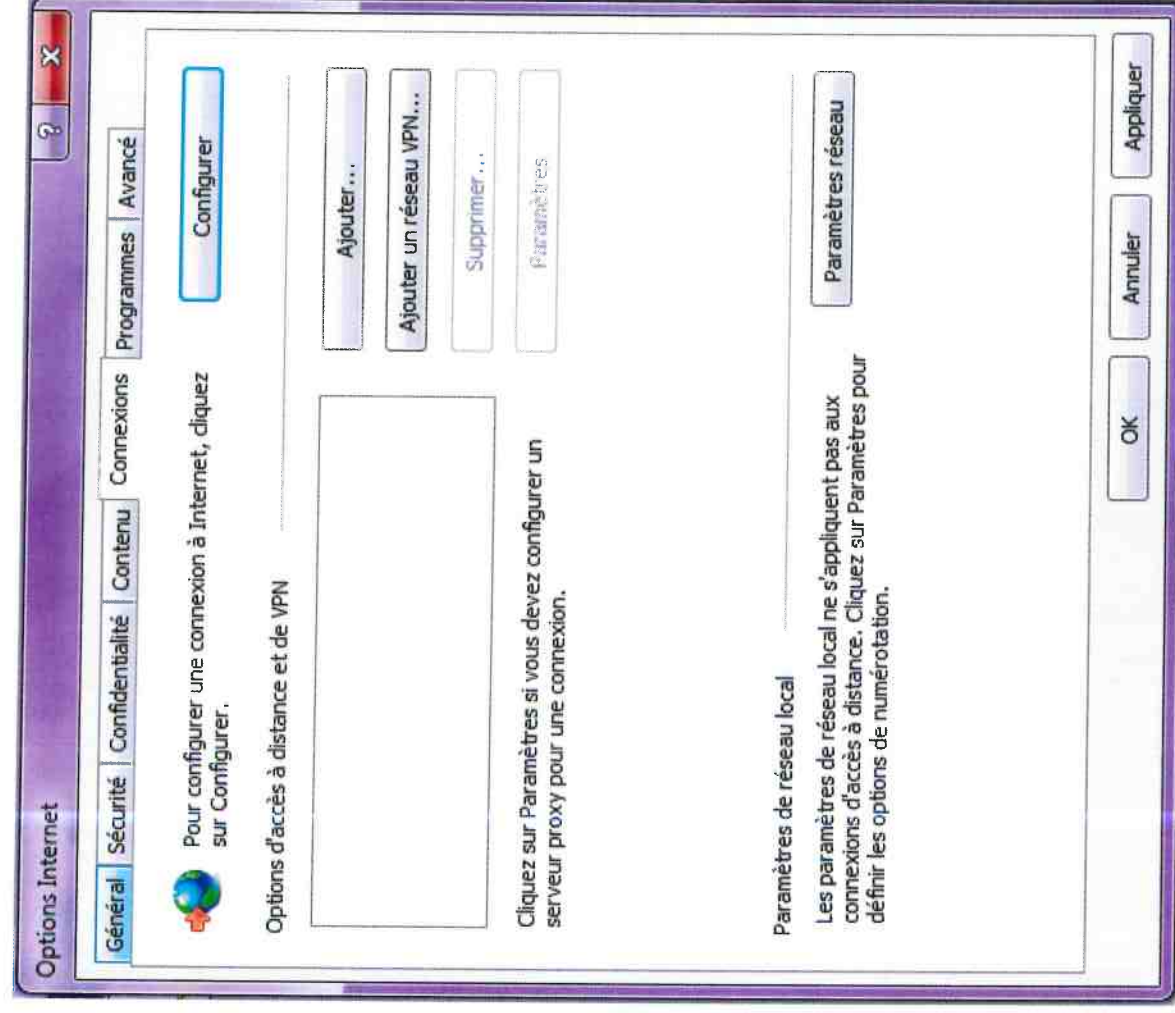 Options Internet
?
X
Général
Sécurité
Confidentialité
Contenu
Connexions
Programmes
Avancé
Pour configurer une connexion à Internet, cliquez
sur Configurer.
Configurer
Options d'accès à distance et de VPN
Ajouter...
Ajouter un réseau VPN...
Supprimer...
Paramètres
Cliquez sur Paramètres si vous devez configurer un
serveur proxy pour une connexion.
Paramètres de réseau local
Les paramètres de réseau local ne s'appliquent pas aux
connexions d'accès à distance. Cliquez sur Paramètres pour
définir les options de numérotation.
Paramètres réseau
OK
Annuler
Appliquer